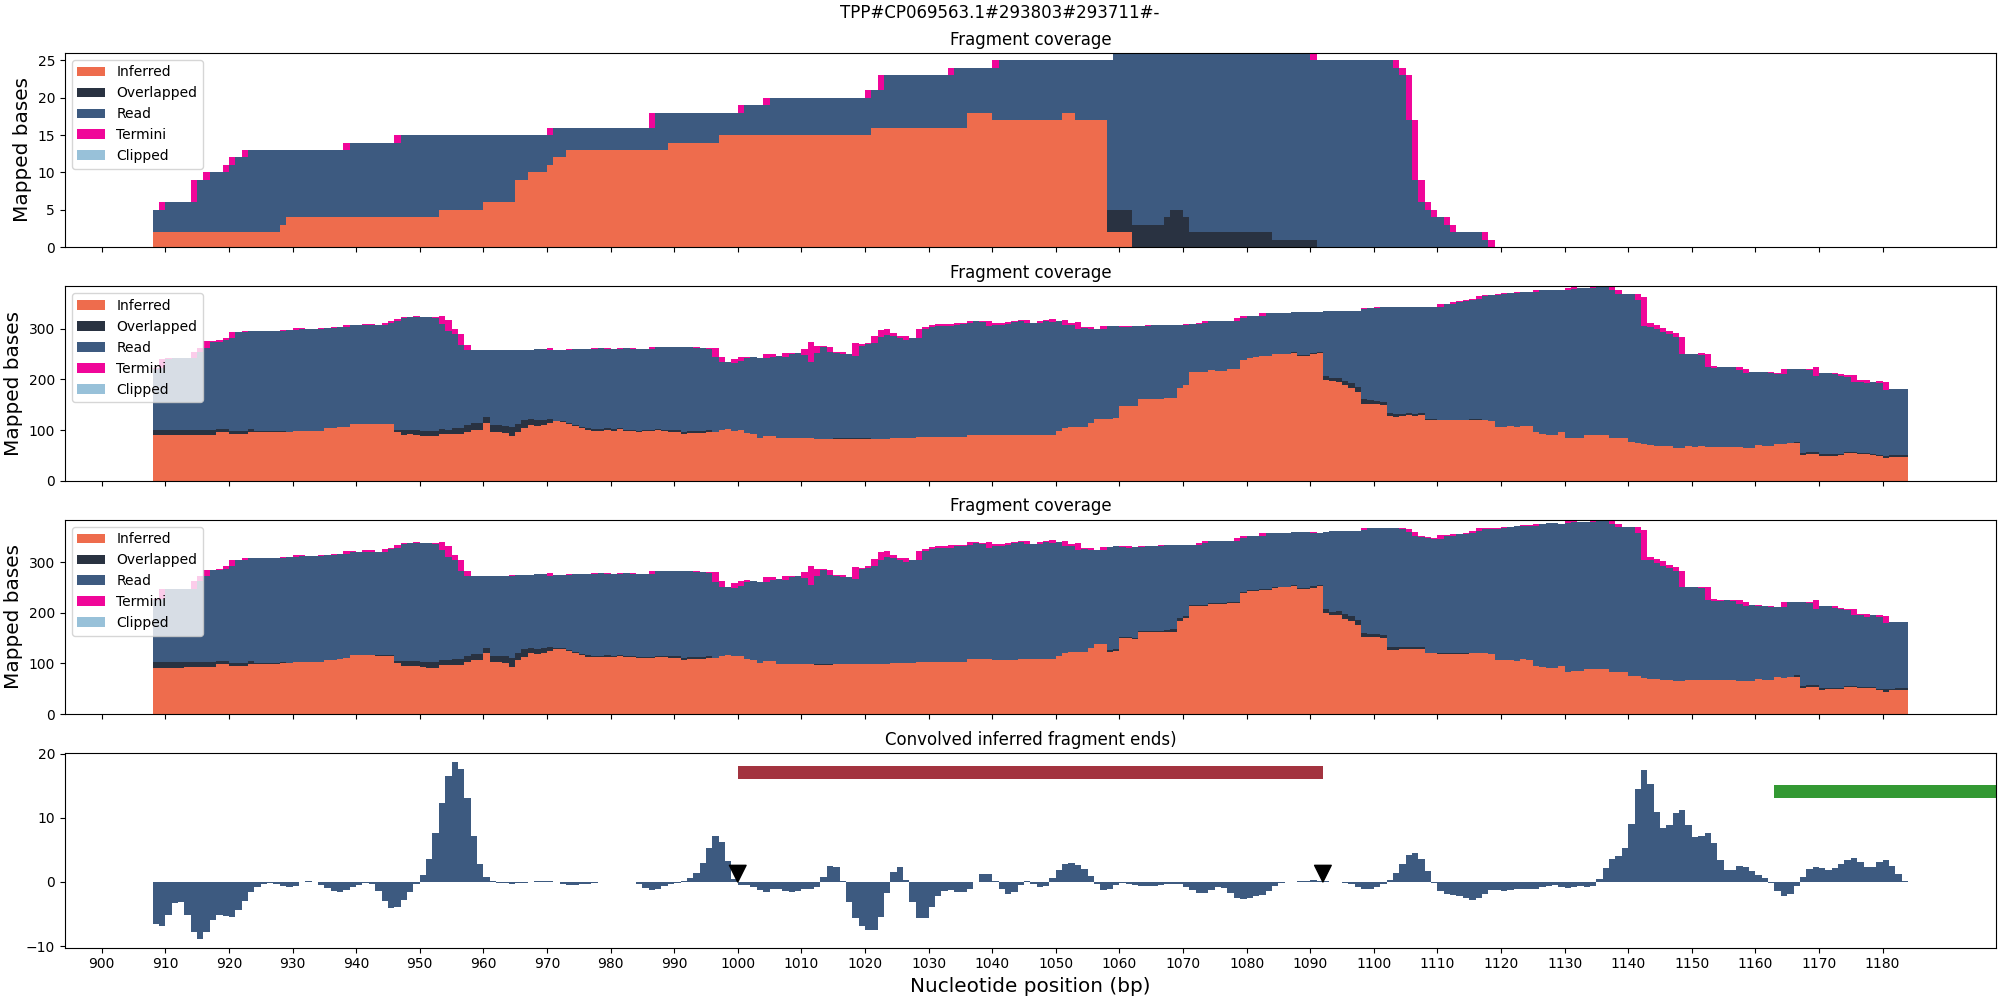 TPP#CP069563.1#293803#293711#-
Fragment coverage
Mapped bases
25
20
15
10
5
0
Inferred
Overlapped
Read
Termini
Clipped
Fragment coverage
Mapped bases
300
200
100
0
Inferred
Overlapped
Read
Termini
Clipped
Fragment coverage
Mapped bases
300
200
100
0
Inferred
Overlapped
Read
Termini
Clipped
Convolved inferred fragment ends)
20
10
0
−10
900 910 920 930 940 950 960 970 980 990 1000 1010 1020 1030 1040 1050 1060 1070 1080 1090 1100 1110 1120 1130 1140 1150 1160 1170 1180
Nucleotide position (bp)